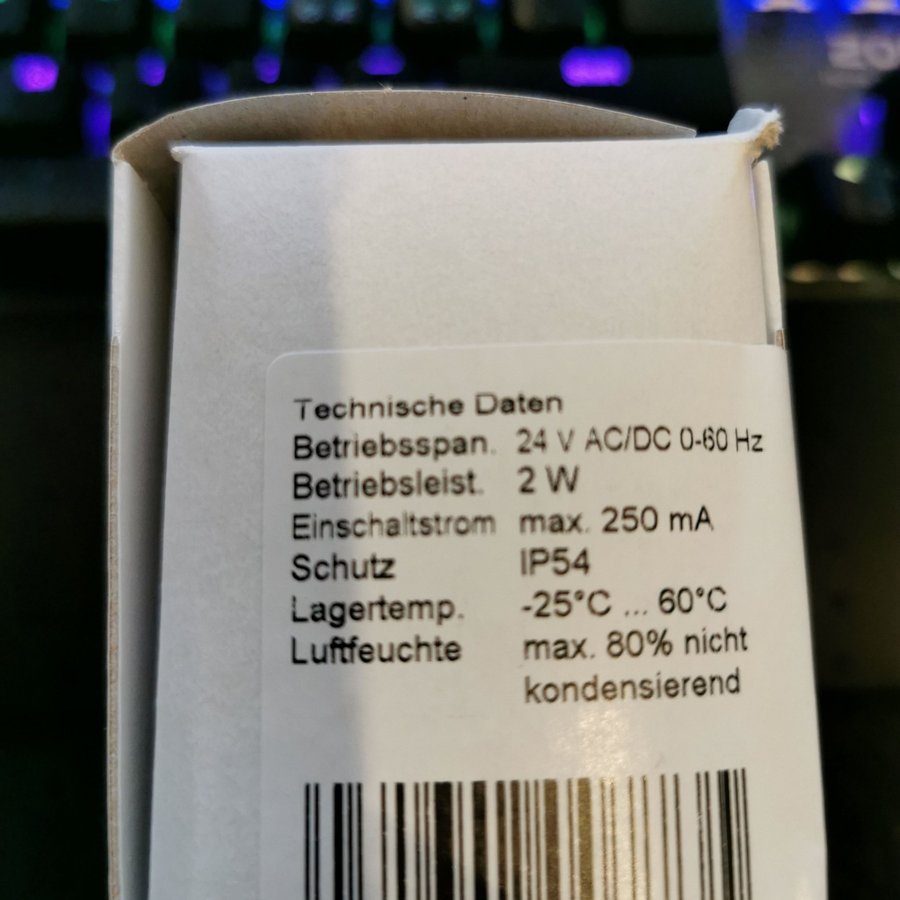 Technische Daten
Betriebsspan. 24 V AC/DC 0-60 Hz
Betriebsleist. 2 W
Einschaltstrom max. 250 mA
Schutz IP54
Lagertemp. -25°C ... 60°C
Luftfeuchte max. 80% nicht
kondensierend